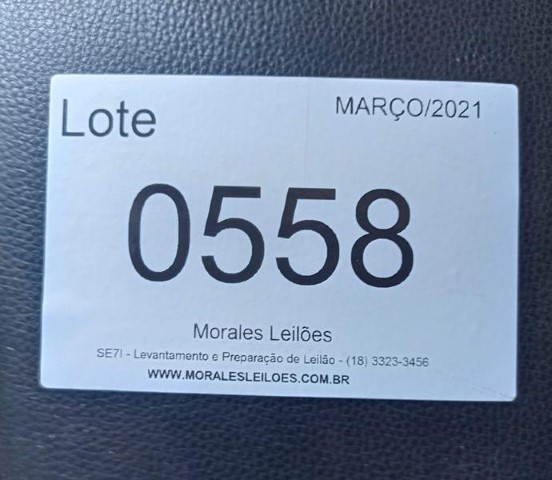 Lote
MARÇO/2021
0558
Morales Leilões
SE7I - Levantamento e Preparação de Leilão - (18) 3323-3456
WWW.MORALESLEILOES.COM.BR